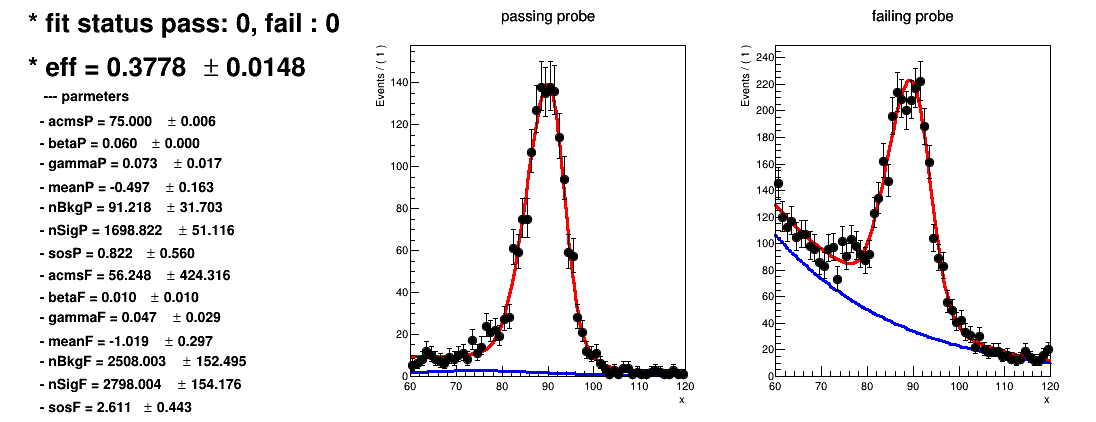 * fit status pass: 0, fail : 0
* eff = 0.3778 ± 0.0148
--- parmeters
- acmsP = 75.000 ± 0.006
- betaP = 0.060 ± 0.000
- gammaP = 0.073 ± 0.017
- meanP = -0.497 ± 0.163
- nBkgP = 91.218 ± 31.703
- nSigP = 1698.822 ± 51.116
- sosP = 0.822 ± 0.560
- acmsF = 56.248 ± 424.316
- betaF = 0.010 ± 0.010
- gammaF = 0.047 ± 0.029
- meanF = -1.019 ± 0.297
- nBkgF = 2508.003 ± 152.495
- nSigF = 2798.004 ± 154.176
- sosF = 2.611 ± 0.443
passing probe
Events / ( 1 )
140
120
100
80
60
40
20
0
60 70 80 90 100 110 120
x
failing probe
Events / ( 1 )
240
220
200
180
160
140
120
100
80
60
40
20
0
60 70 80 90 100 110 120
x